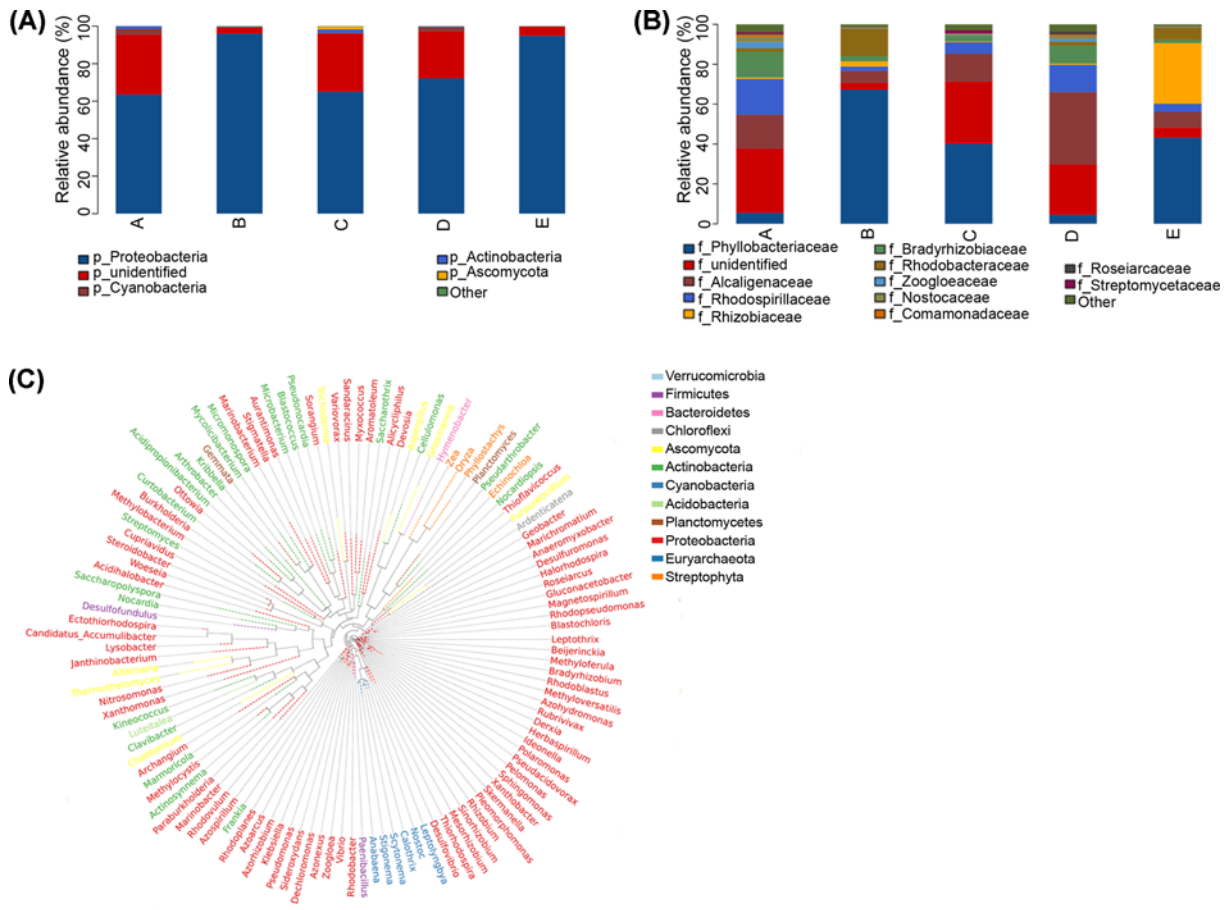 (A)
Relative abundance (%)
0 20 40 60 80 100
A B C D E
p_Proteobacteria
p_unidentified
p_Cyanobacteria
p_Actinobacteria
p_Ascomycota
Other
(B)
Relative abundance (%)
0 20 40 60 80 100
A B C D E
f_Phyllobacteriaceae
f_unidentified
f_Alcaligenaceae
f_Rhodospirillaceae
f_Rhizobiaceae
f_Bradyrhizobiaceae
f_Rhodobacteraceae
f_Zoogloeaceae
f_Nostocaceae
f_Comamonadaceae
f_Roseiarcaceae
f_Streptomycetaceae
Other
(C)
Verrucomicrobia
Firmicutes
Bacteroidetes
Chloroflexi
Ascomycota
Actinobacteria
Cyanobacteria
Acidobacteria
Planctomycetes
Proteobacteria
Euryarchaeota
Streptophyta
Sandaracinus
Myxococcus
Aromatoleum
Saccharothrix
Alicycliphilus
Devosia
Cellulomonas
Hymenobacter
Zea
Oryza
Phyllostachys
Planctomyces
Pseudarthrobacter
Echinochloa
Nocardiopsis
Thioflavicoccus
Ardenticatena
Geobacter
Marichromatium
Anaeromyxobacter
Desulfuromonas
Halorhodospira
Roseiarcus
Gluconacetobacter
Magnetospirillum
Rhodopseudomonas
Blastochloris
Leptothrix
Beijerinckia
Methyloferula
Bradyrhizobium
Rhodoblastus
Methyloversatilis
Azohydromonas
Rubrivivax
Derxia
Herbaspirillum
Ideonella
Polaromonas
Pseudacidovorax
Pelomonas
Sphingomonas
Xanthobacter
Skermanella
Pleomorphomonas
Rhizobium
Sinorhizobium
Mesorhizobium
Thiorhodospira
Desulfovibrio
Leptolyngbya
Nostoc
Calothrix
Scytonema
Stigonema
Anabaena
Paenibacillus
Rhodobacter
Vibrio
Zoogloea
Azonexus
Dechloromonas
Sideroxydans
Pseudomonas
Klebsiella
Azorhizobium
Azoarcus
Rhodoplanes
Frankia
Azospirillum
Rhodovulum
Marinobacter
Paraburkholderia
Actinosynnema
Methylocystis
Marmoricola
Archangium
Clavibacter
Luteitalea
Kineococcus
Xanthomonas
Nitrosomonas
Thermothelomyces
Janthinobacterium
Lysobacter
Candidatus_Accumulibacter
Ectothiorhodospira
Desulfofundulus
Nocardia
Saccharopolyspora
Acidihalobacter
Woeseia
Steroidobacter
Cupriavidus
Streptomyces
Methylobacterium
Burkholderia
Ottowia
Curtobacterium
Acidipropionibacterium
Arthrobacter
Kribbella
Gemmata
Mycolicibacterium
Micromonospora
Marinobacterium
Stigmatella
Aurantimonas
Microbacterium
Blastococcus
Pseudonocardia
Sorangium
Variovorax